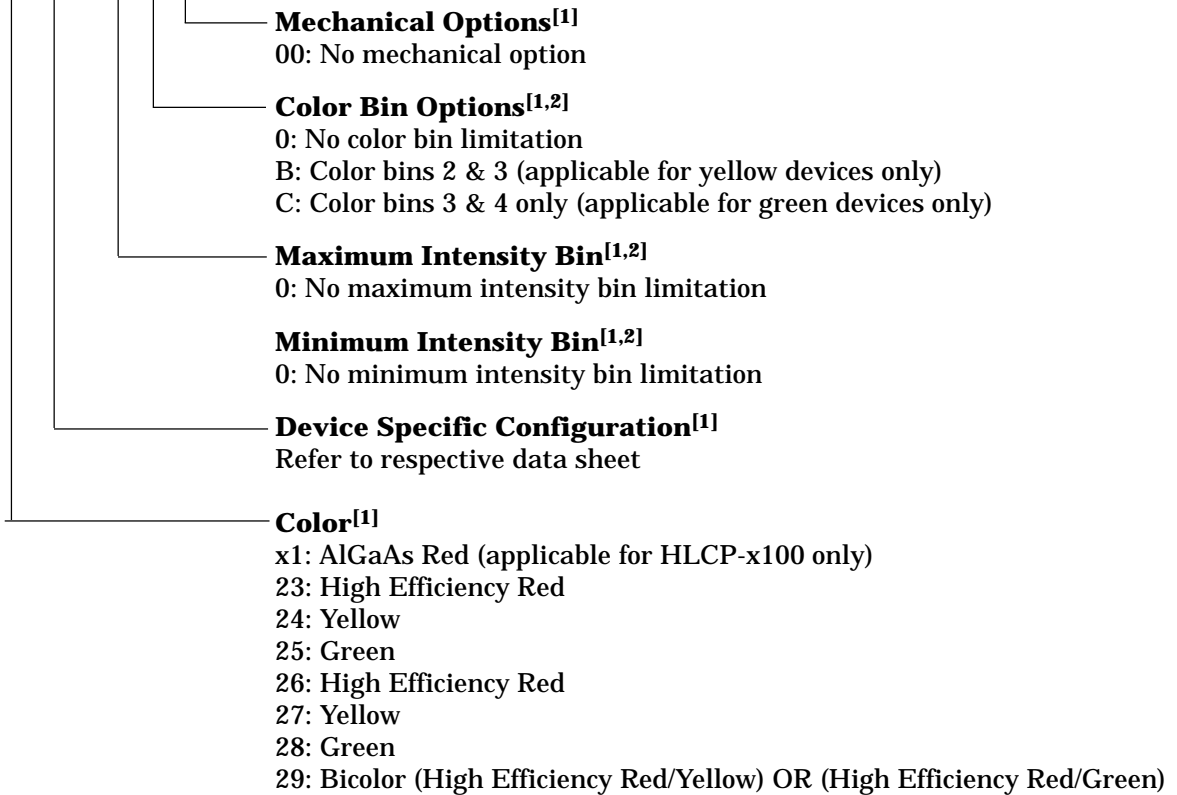 Mechanical Options[1]
00: No mechanical option
Color Bin Options[1,2]
0: No color bin limitation
B: Color bins 2 & 3 (applicable for yellow devices only)
C: Color bins 3 & 4 only (applicable for green devices only)
Maximum Intensity Bin[1,2]
0: No maximum intensity bin limitation
Minimum Intensity Bin[1,2]
0: No minimum intensity bin limitation
Device Specific Configuration[1]
Refer to respective data sheet
Color[1]
x1: AlGaAs Red (applicable for HLCP-x100 only)
23: High Efficiency Red
24: Yellow
25: Green
26: High Efficiency Red
27: Yellow
28: Green
29: Bicolor (High Efficiency Red/Yellow) OR (High Efficiency Red/Green)